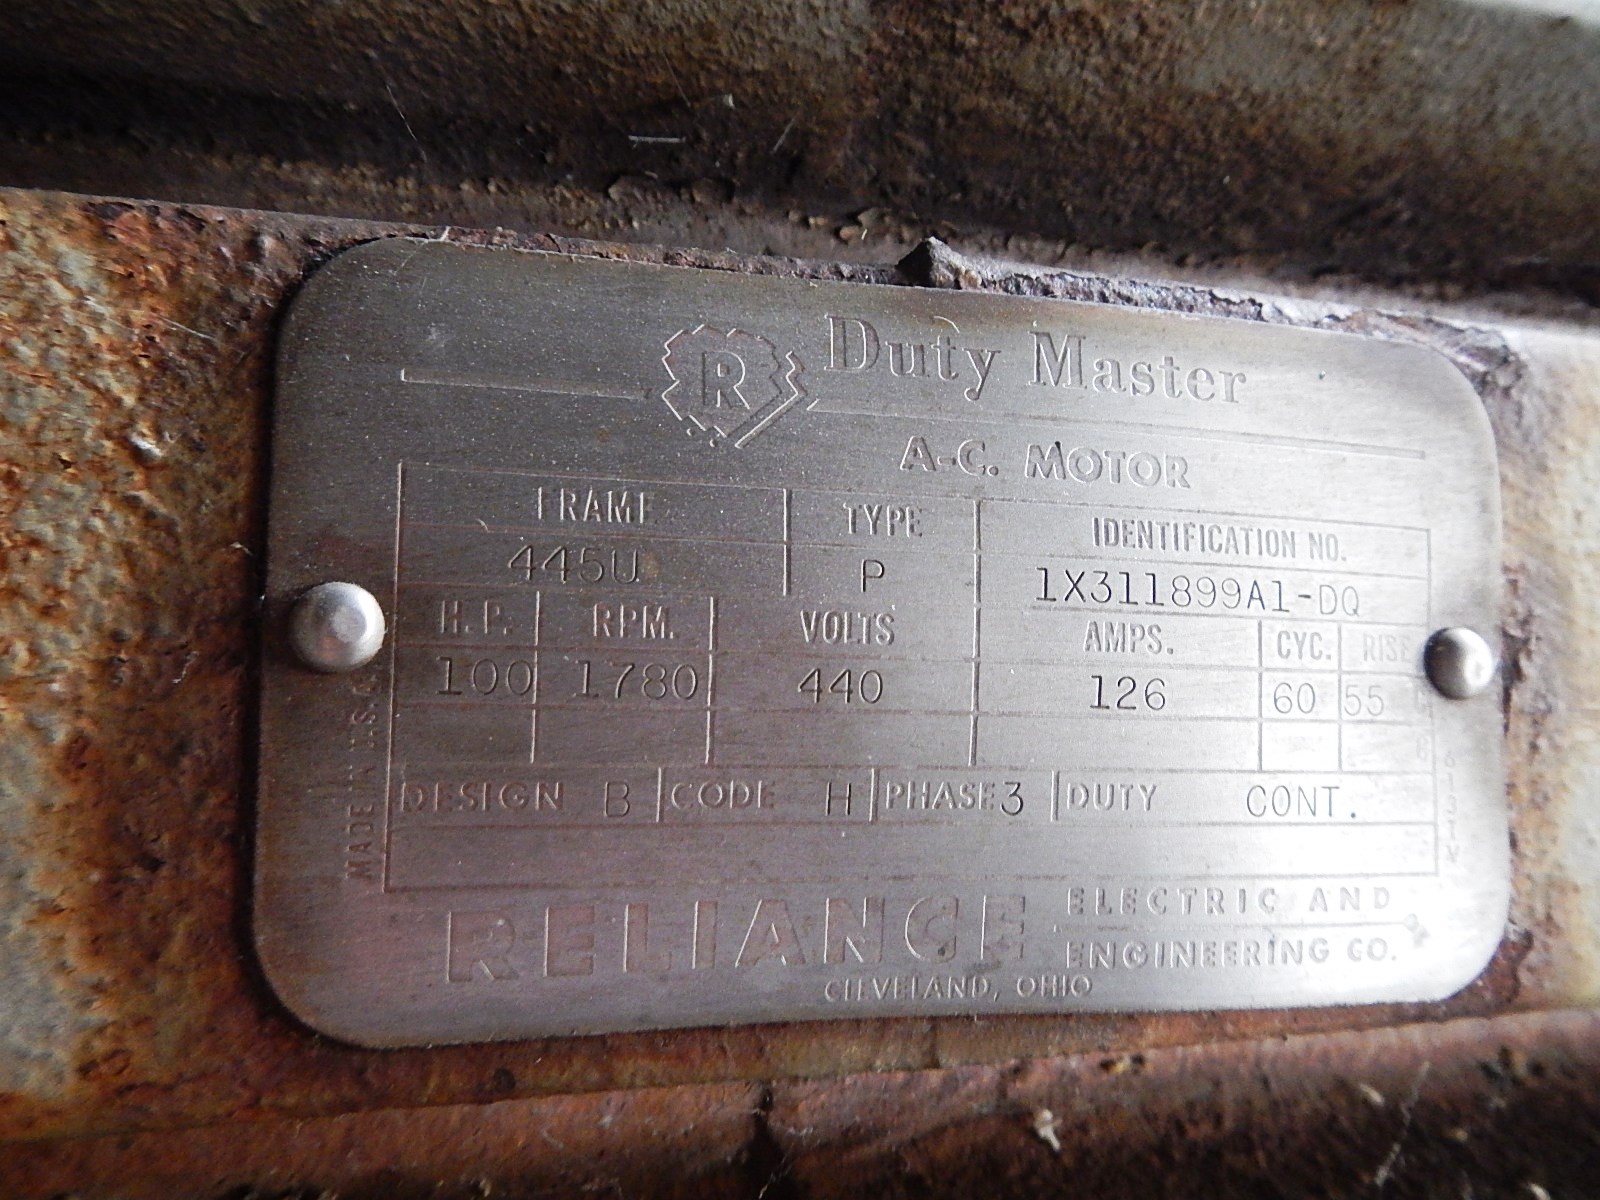 R Duty Master
A-C. MOTOR
FRAME TYPE IDENTIFICATION NO.
445U P 1X311899A1-DQ
H.P. RPM. VOLTS AMPS. CYC. RISE
100 1780 440 126 60 55 C
DESIGN B CODE H PHASE 3 DUTY CONT.
RELIANCE ELECTRIC AND
ENGINEERING CO.
CLEVELAND, OHIO
MADE IN U.S.A.